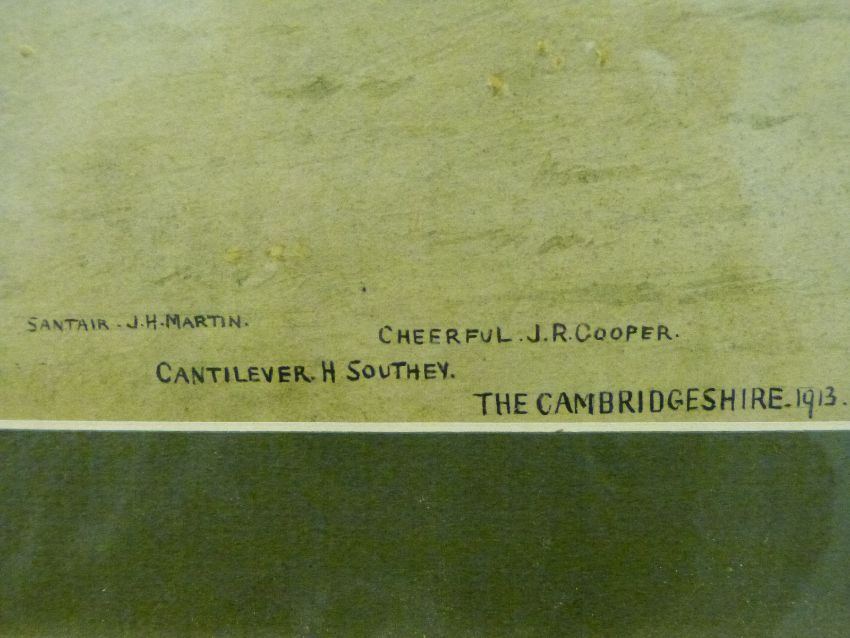 SANTAIR. J.H. MARTIN.
CHEERFUL. J.R. COOPER.
CANTILEVER. H SOUTHEY.
THE CAMBRIDGESHIRE. 1913.